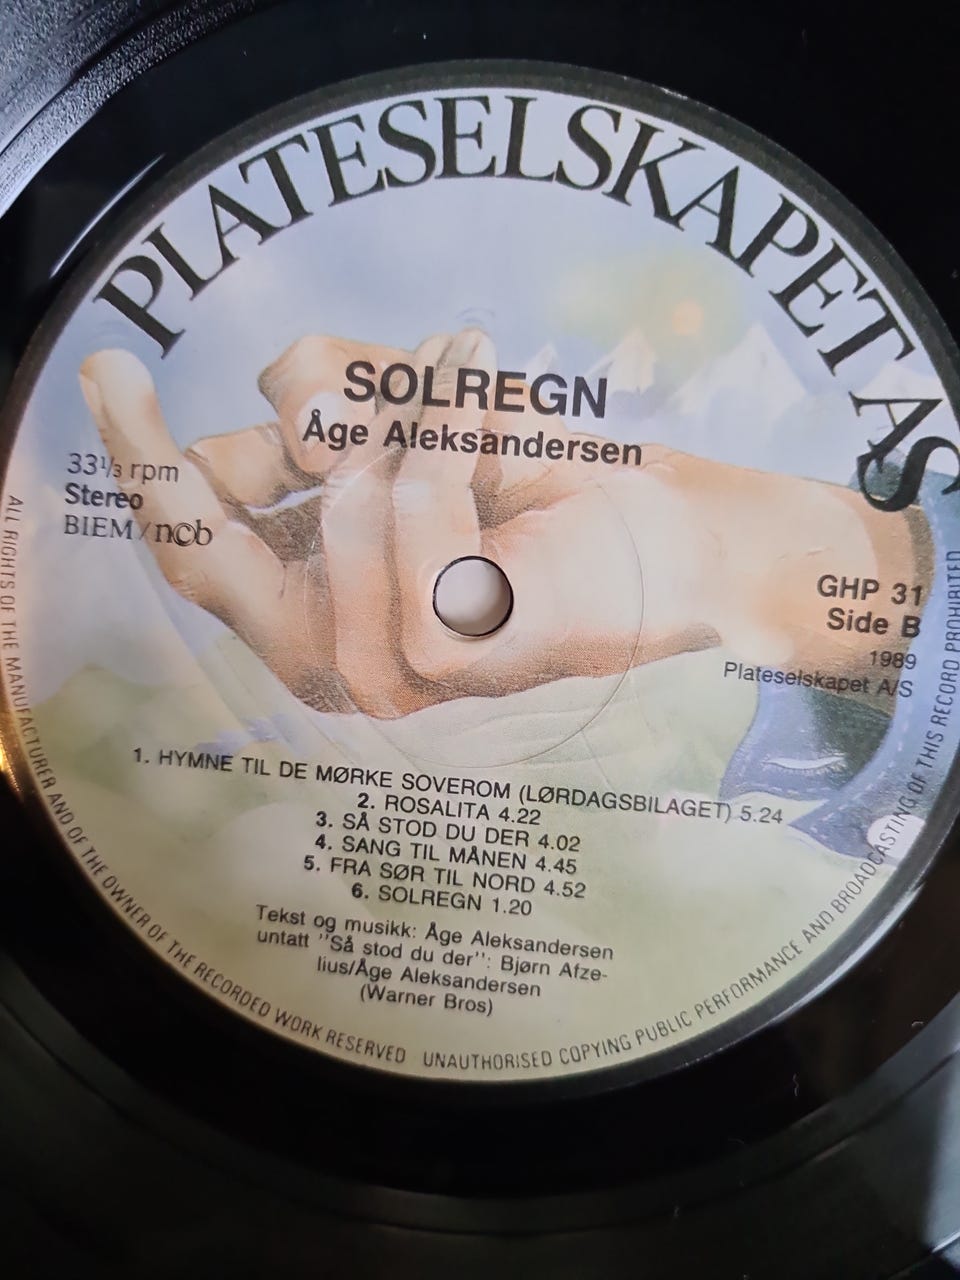 PLATESELSKAPET AS
SOLREGN
Åge Aleksandersen
33⅓ rpm
Stereo
BIEM/n©b
GHP 31
Side B
1989
Plateselskapet A/S
1. HYMNE TIL DE MØRKE SOVEROM (LØRDAGSBILAGET) 5:24
2. ROSALITA 4.22
3. SÅ STOD DU DER 4.02
4. SANG TIL MÅNEN 4.45
5. FRA SØR TIL NORD 4.52
6. SOLREGN 1.20
Tekst og musikk: Åge Aleksandersen
untatt "Så stod du der": Bjørn Afze-
lius/Åge Aleksandersen
(Warner Bros)
ALL RIGHTS OF THE MANUFACTURER AND OF THE OWNER OF THE RECORDED WORK RESERVED UNAUTHORISED COPYING PUBLIC PERFORMANCE AND BROADCASTING OF THIS RECORD PROHIBITED